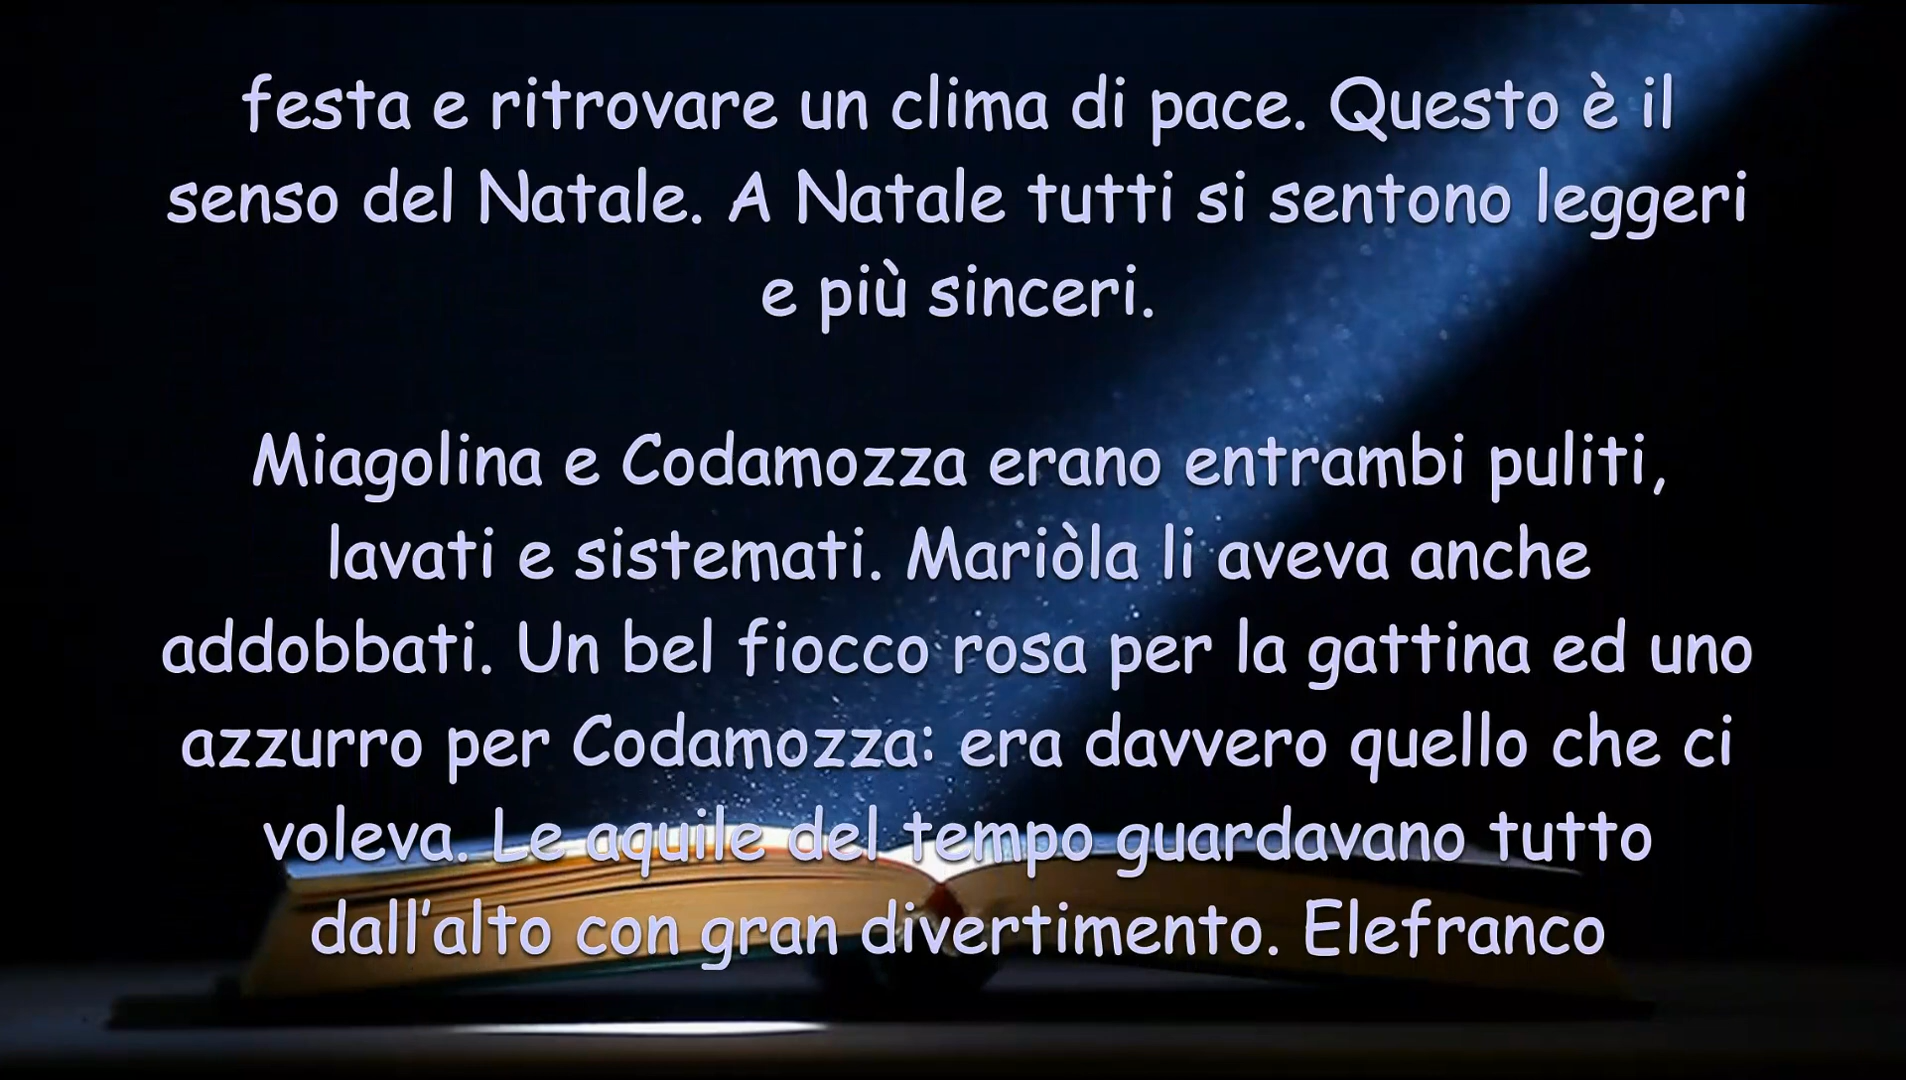 festa e ritrovare un clima di pace. Questo è il
senso del Natale. A Natale tutti si sentono leggeri
e più sinceri.
Miagolina e Codamozza erano entrambi puliti,
lavati e sistemati. Mariòla li aveva anche
addobbati. Un bel fiocco rosa per la gattina ed uno
azzurro per Codamozza: era davvero quello che ci
voleva. Le aquile del tempo guardavano tutto
dall’alto con gran divertimento. Elefranco